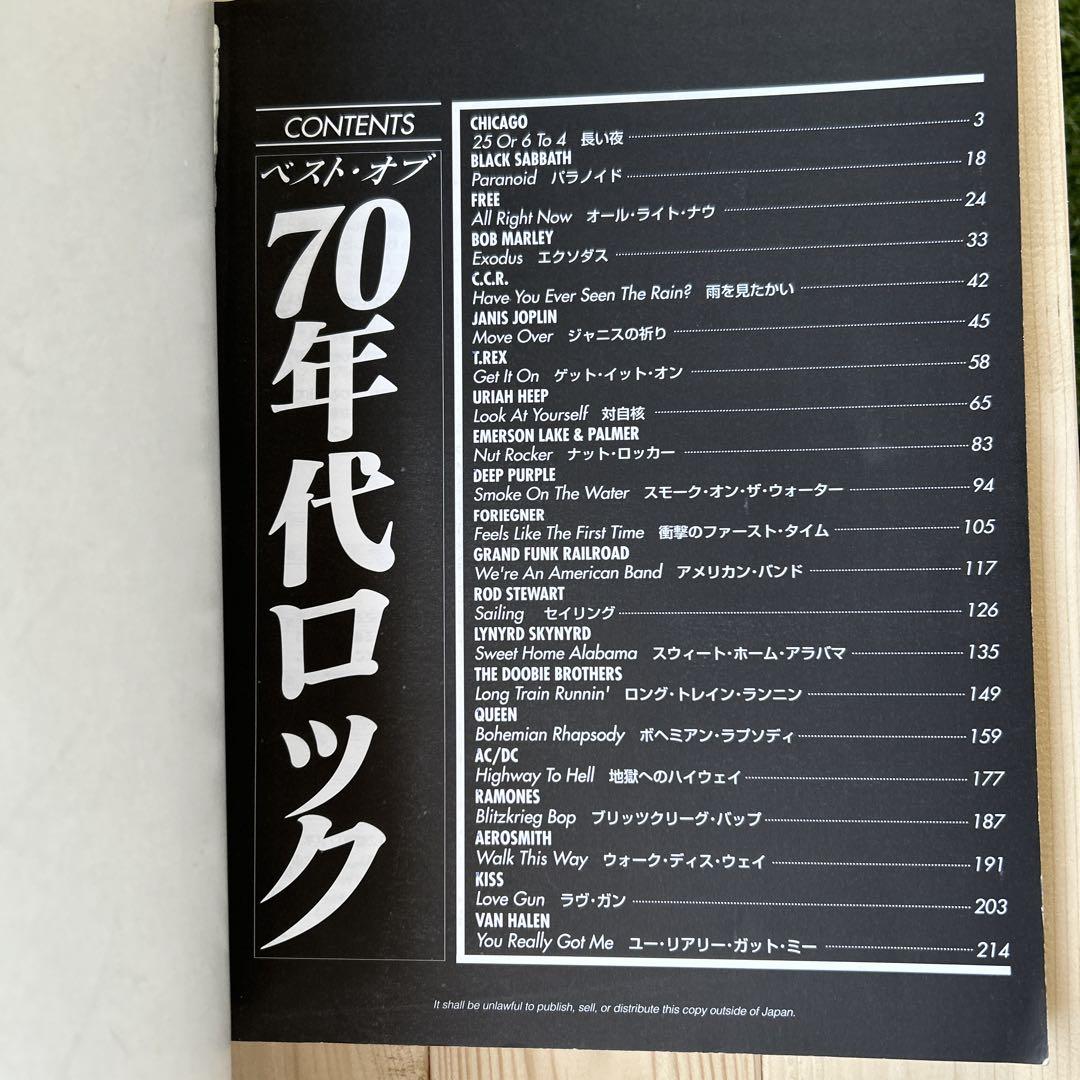 CONTENTS
ベスト・オブ
70年代ロック
CHICAGO
25 Or 6 To 4 長い夜 3
BLACK SABBATH
Paranoid パラノイド 18
FREE
All Right Now オール・ライト・ナウ 24
BOB MARLEY
Exodus エクソダス 33
C.C.R.
Have You Ever Seen The Rain? 雨を見たかい 42
JANIS JOPLIN
Move Over ジャニスの祈り 45
T.REX
Get It On ゲット・イット・オン 58
URIAH HEEP
Look At Yourself 対自核 65
EMERSON LAKE & PALMER
Nut Rocker ナット・ロッカー 83
DEEP PURPLE
Smoke On The Water スモーク・オン・ザ・ウォーター 94
FORIEGNER
Feels Like The First Time 衝撃のファースト・タイム 105
GRAND FUNK RAILROAD
We're An American Band アメリカン・バンド 117
ROD STEWART
Sailing セイリング 126
LYNYRD SKYNYRD
Sweet Home Alabama スウィート・ホーム・アラバマ 135
THE DOOBIE BROTHERS
Long Train Runnin' ロング・トレイン・ランニン 149
QUEEN
Bohemian Rhapsody ボヘミアン・ラプソディ 159
AC/DC
Highway To Hell 地獄へのハイウェイ 177
RAMONES
Blitzkrieg Bop ブリッツクリーグ・バップ 187
AEROSMITH
Walk This Way ウォーク・ディス・ウェイ 191
KISS
Love Gun ラヴ・ガン 203
VAN HALEN
You Really Got Me ユー・リアリー・ガット・ミー 214
It shall be unlawful to publish, sell, or distribute this copy outside of Japan.